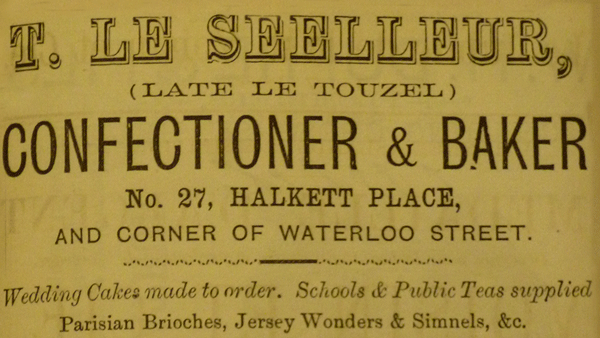 T. LE SEELLEUR,
(LATE LE TOUZEL)
CONFECTIONER & BAKER
No. 27, HALKETT PLACE,
AND CORNER OF WATERLOO STREET.
Wedding Cakes made to order. Schools & Public Teas supplied
Parisian Brioches, Jersey Wonders & Simnels, &c.